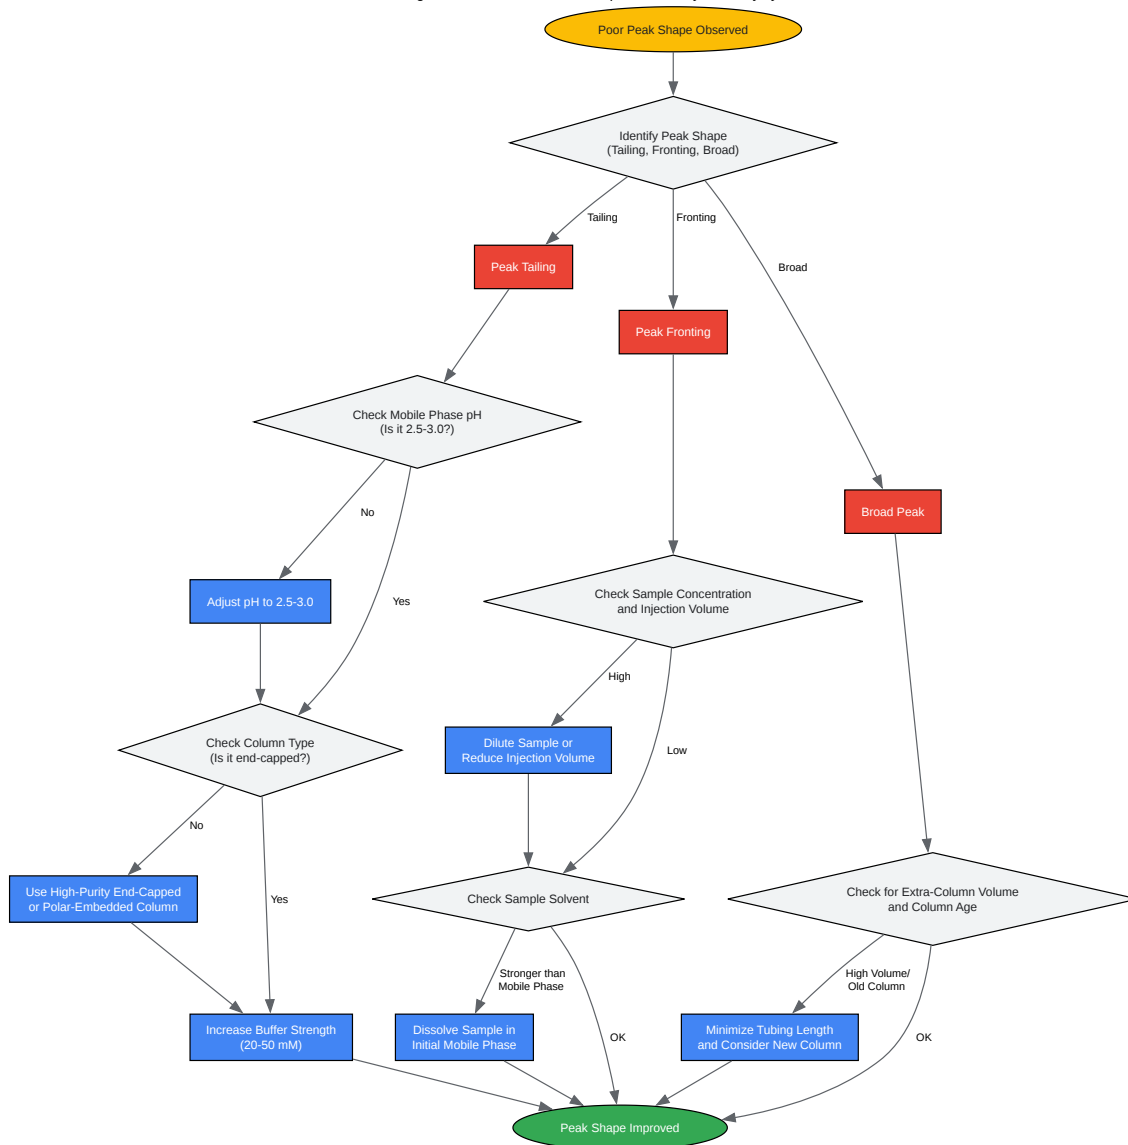 Poor Peak Shape Observed
Identify Peak Shape
(Tailing, Fronting, Broad)
Tailing
Fronting
Broad
Peak Tailing
Peak Fronting
Check Mobile Phase pH
(Is it 2.5-3.0?)
Broad Peak
No
Yes
Adjust pH to 2.5-3.0
Check Sample Concentration
and Injection Volume
High
Low
Check Column Type
(Is it end-capped?)
Dilute Sample or
Reduce Injection Volume
No
Yes
Use High-Purity End-Capped
or Polar-Embedded Column
Check Sample Solvent
Check for Extra-Column Volume
and Column Age
Stronger than
Mobile Phase
OK
High Volume/
Old Column
OK
Increase Buffer Strength
(20-50 mM)
Dissolve Sample in
Initial Mobile Phase
Minimize Tubing Length
and Consider New Column
Peak Shape Improved